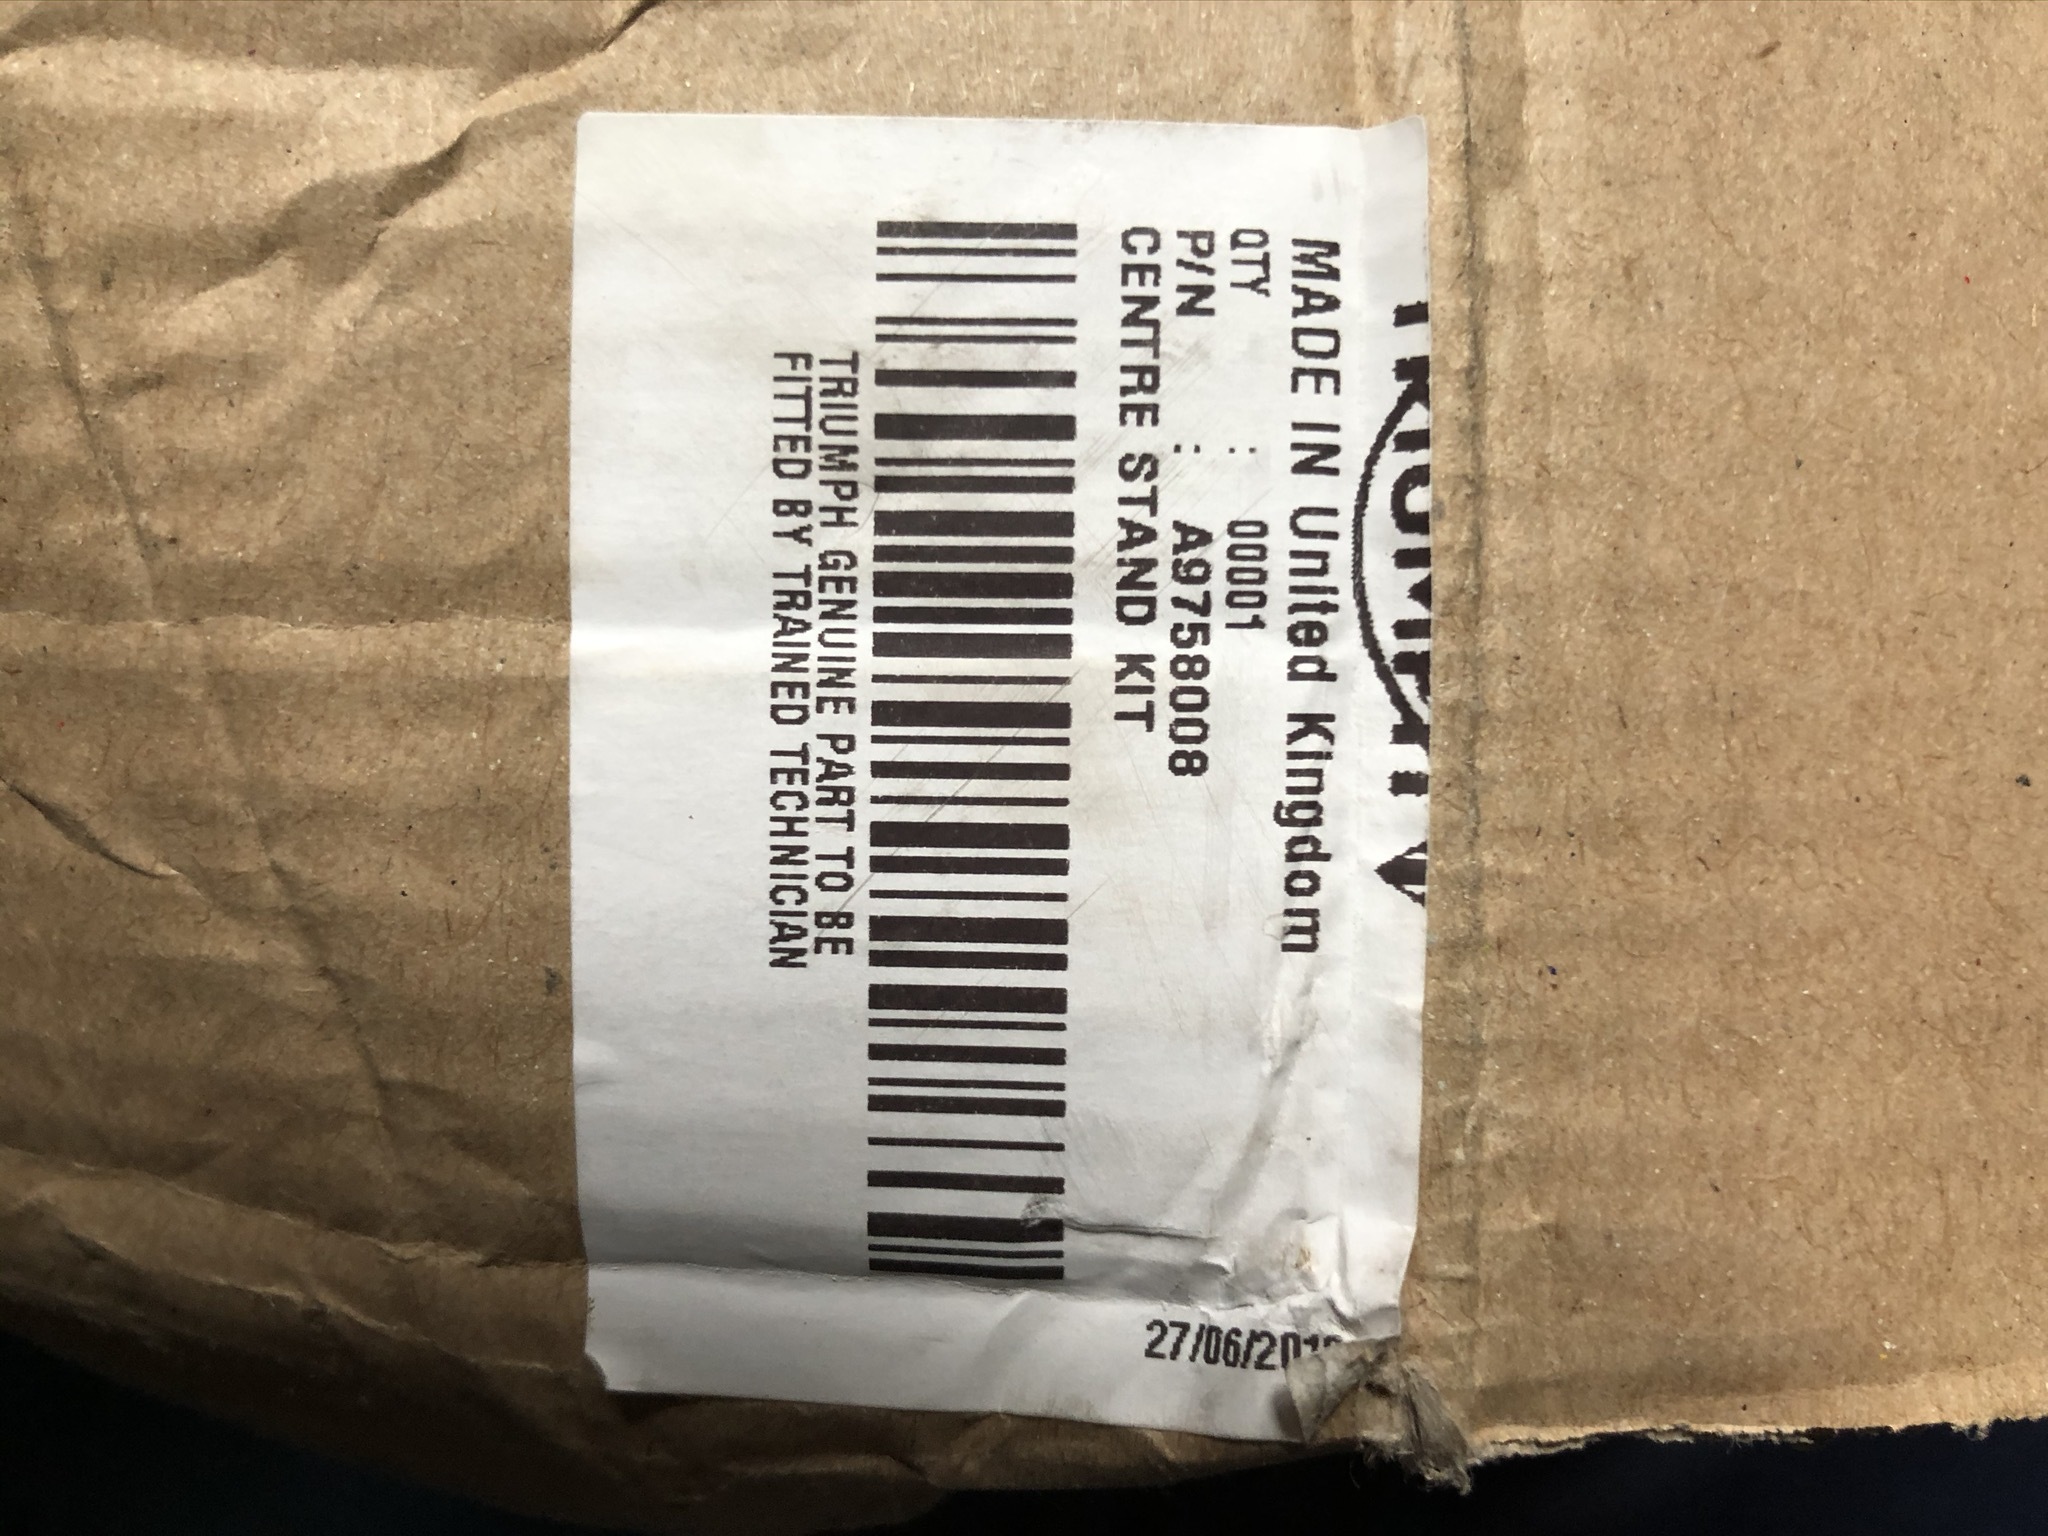 TRIUMPH
MADE IN United Kingdom
QTY : 00001
P/N : A9758008
CENTRE STAND KIT
TRIUMPH GENUINE PART TO BE
FITTED BY TRAINED TECHNICIAN